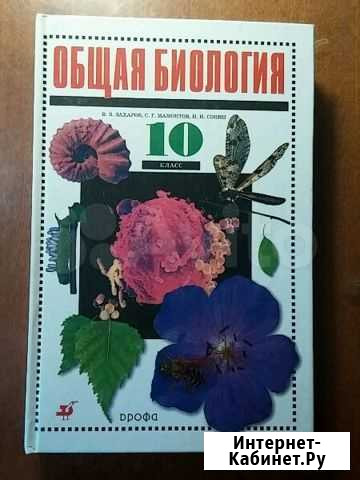 ОБЩАЯ БИОЛОГИЯ
В. Б. ЗАХАРОВ, С. Г. МАМОНТОВ, Н. И. СОНИН
10
КЛАСС
дрофа
Интернет-
Кабинет.Ру